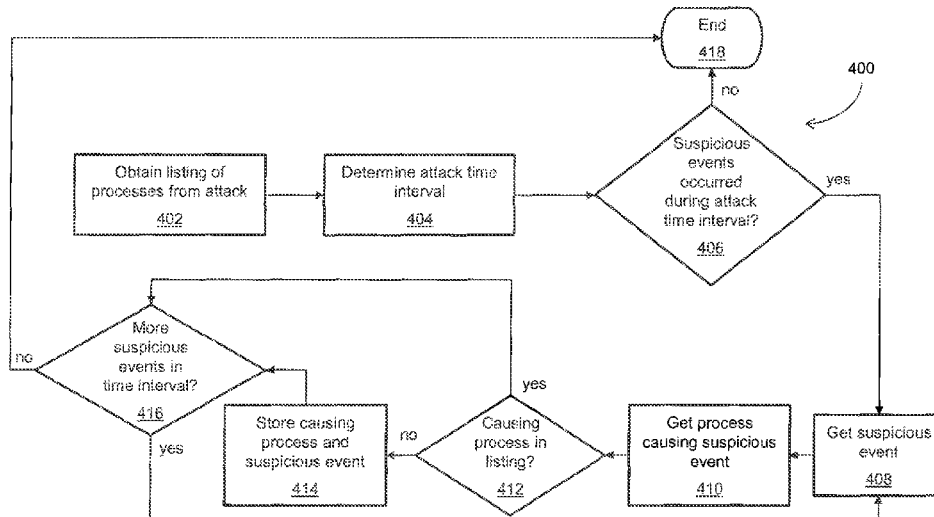 End
418
400
no
Suspicious
events
occurred
during attack
time interval?
406
yes
Obtain listing of
processes from attack
402
Determine attack time
interval
404
More
suspicious
events in
time interval?
416
no
yes
Store causing
process and
suspicious event
414
no
yes
Causing
process in
listing?
412
Get process
causing suspicious
event
410
Get suspicious
event
408